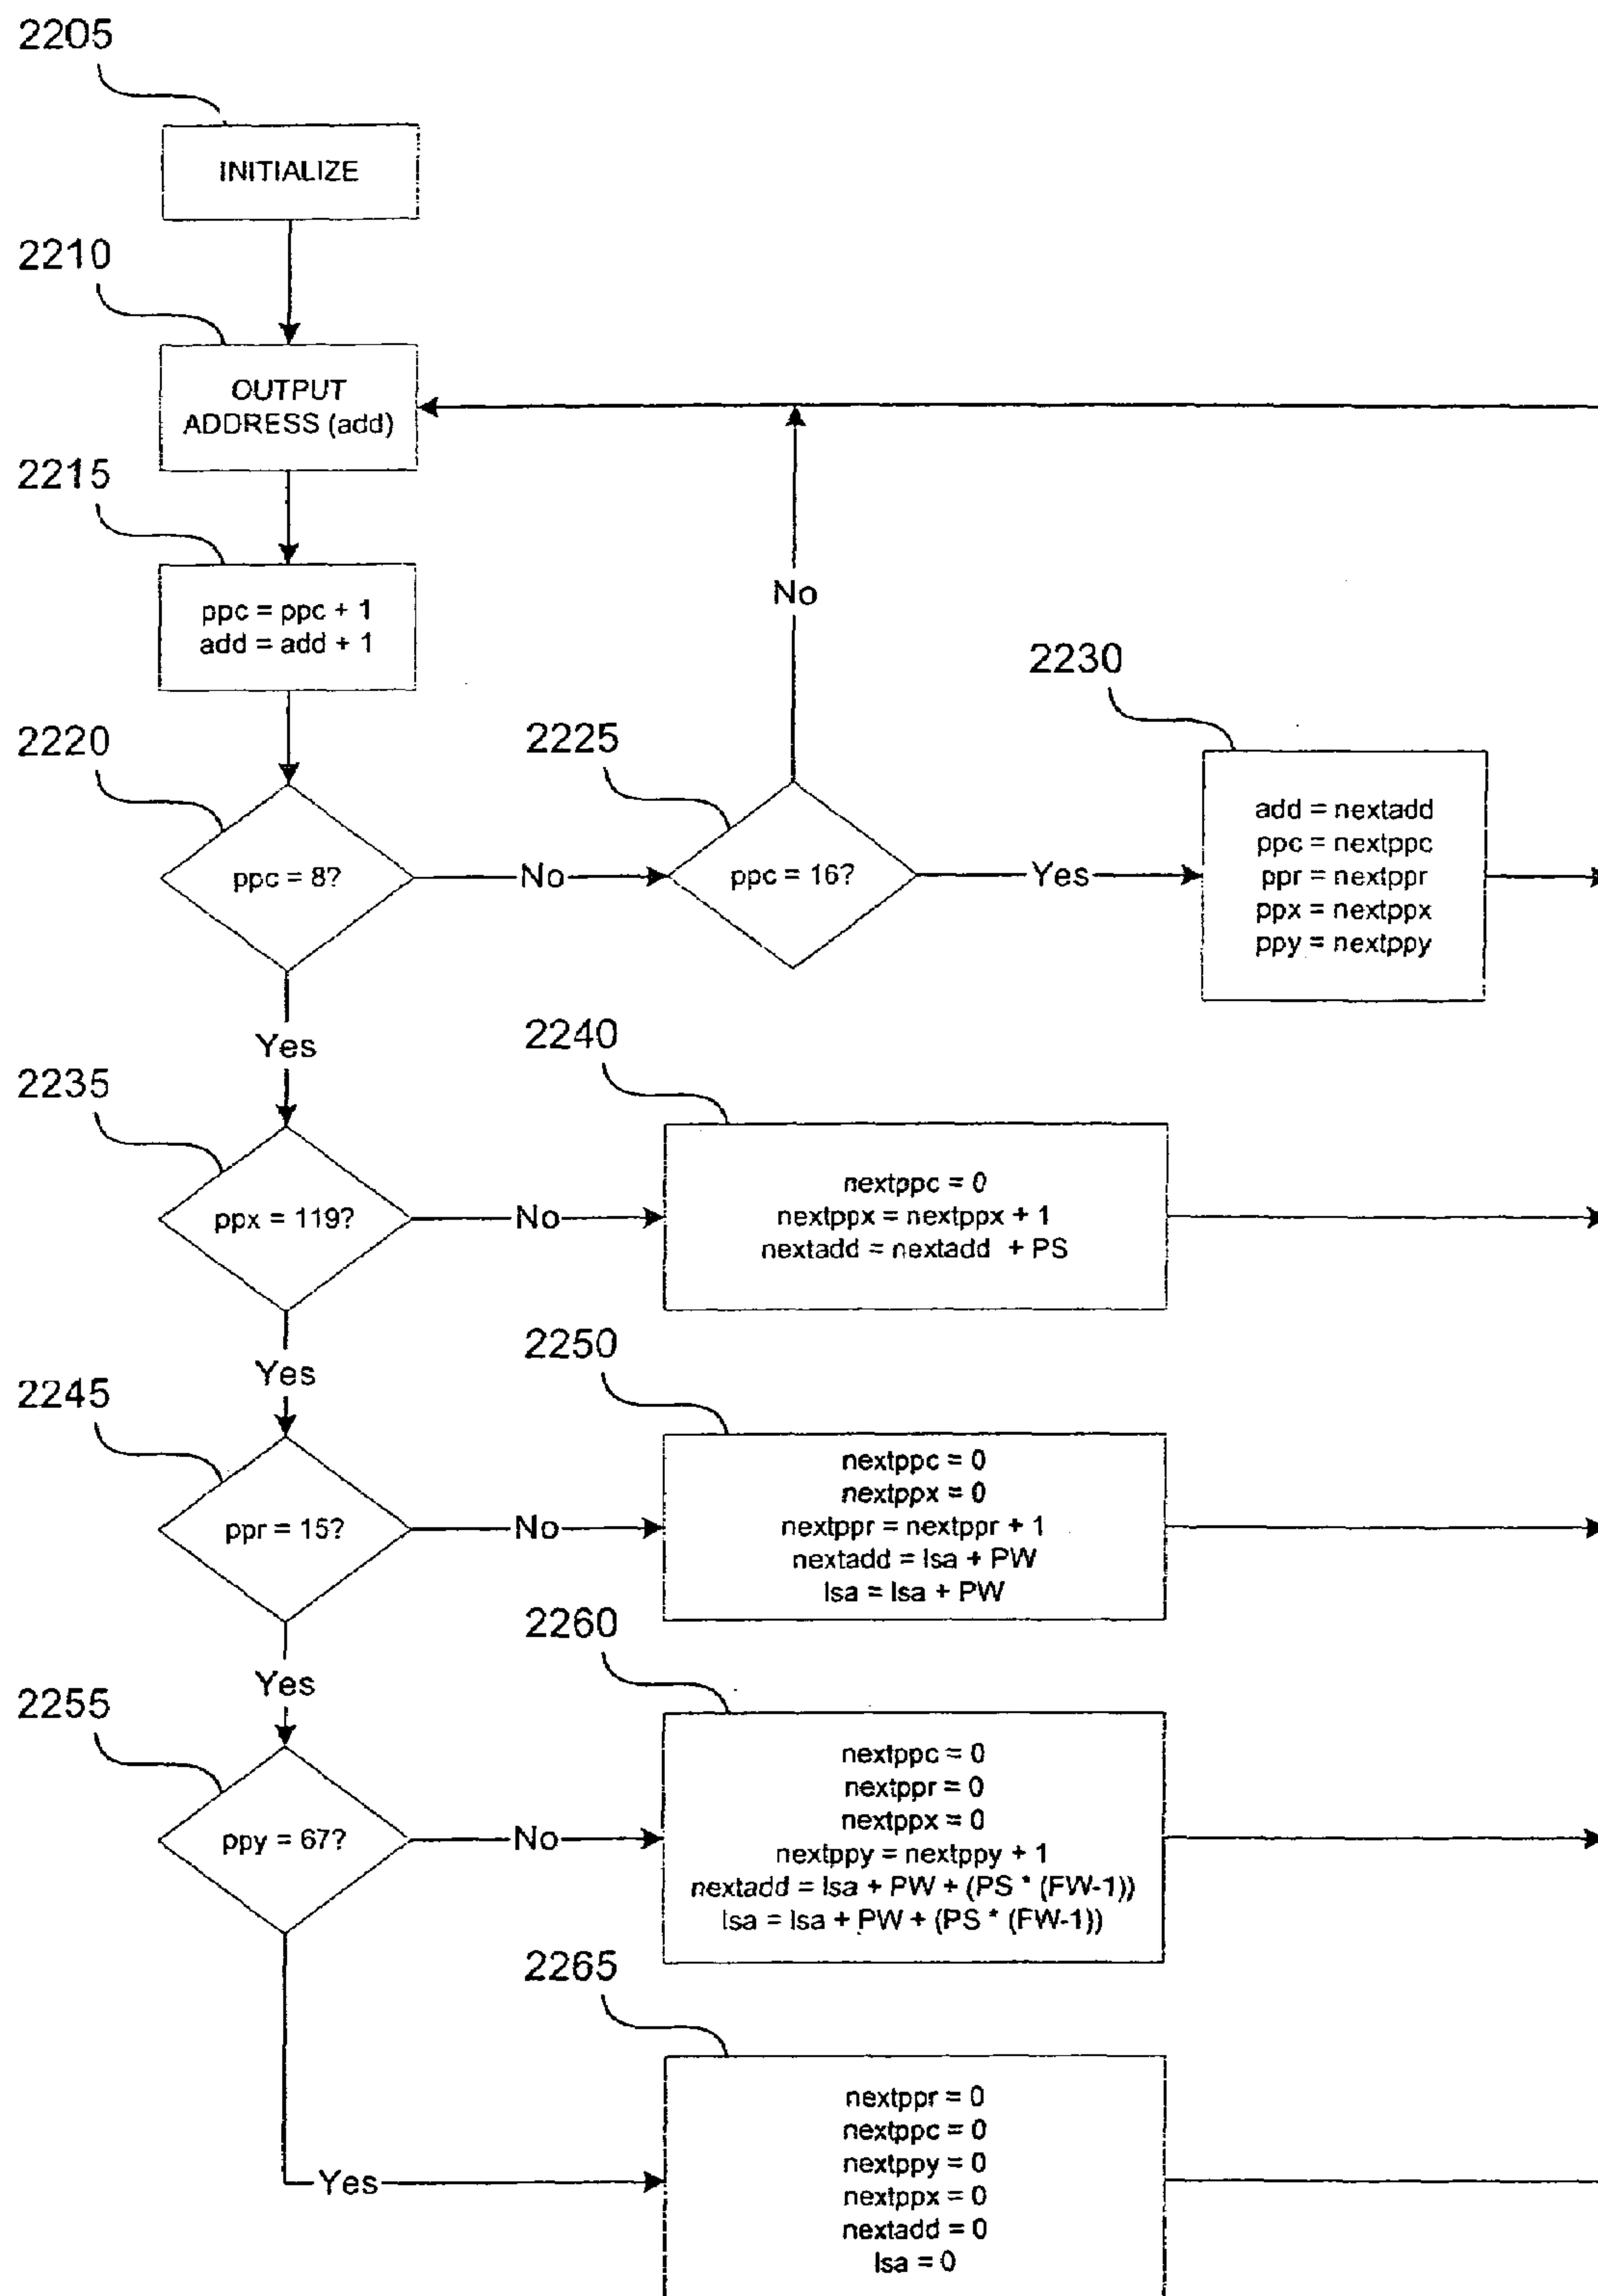 2205
INITIALIZE
2210
OUTPUT
ADDRESS (add)
2215
ppc = ppc + 1
add = add + 1
No
2220
ppc = 8?
No
2225
ppc = 16?
Yes
2230
add = nextadd
ppc = nextppc
ppr = nextppr
ppx = nextppx
ppy = nextppy
Yes
2235
ppx = 119?
No
2240
nextppc = 0
nextppx = nextppx + 1
nextadd = nextadd + PS
Yes
2245
ppr = 15?
No
2250
nextppc = 0
nextppx = 0
nextppr = nextppr + 1
nextadd = lsa + PW
lsa = lsa + PW
Yes
2255
ppy = 67?
No
2260
nextppc = 0
nextppr = 0
nextppx = 0
nextppy = nextppy + 1
nextadd = lsa + PW + (PS * (FW-1))
lsa = lsa + PW + (PS * (FW-1))
Yes
2265
nextppr = 0
nextppc = 0
nextppy = 0
nextppx = 0
nextadd = 0
lsa = 0